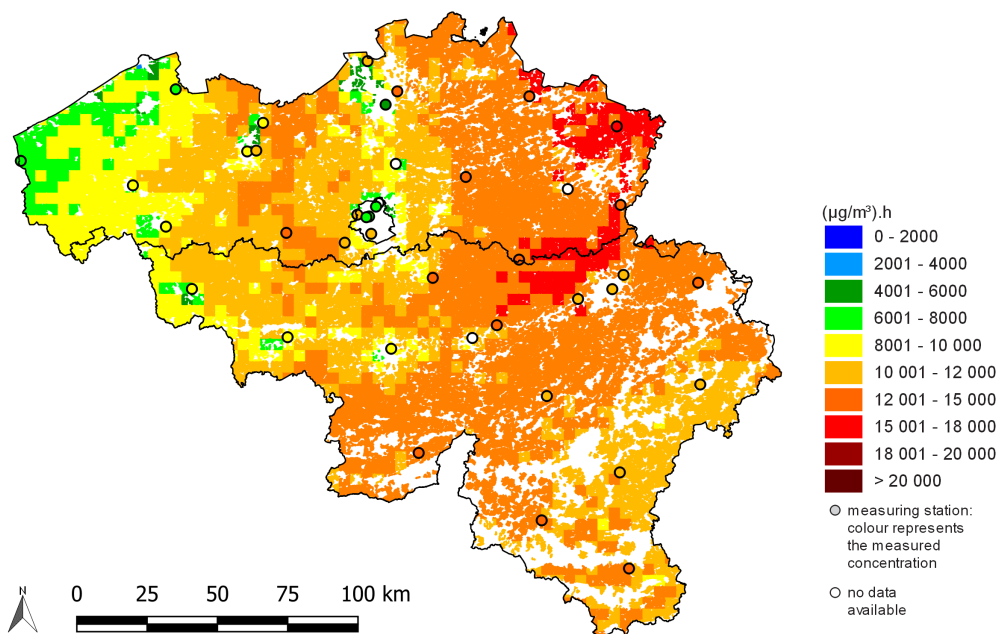 (µg/m³).h
0 - 2000
2001 - 4000
4001 - 6000
6001 - 8000
8001 - 10 000
10 001 - 12 000
12 001 - 15 000
15 001 - 18 000
18 001 - 20 000
> 20 000
measuring station:
colour represents
the measured
concentration
no data
available
N
0 25 50 75 100 km